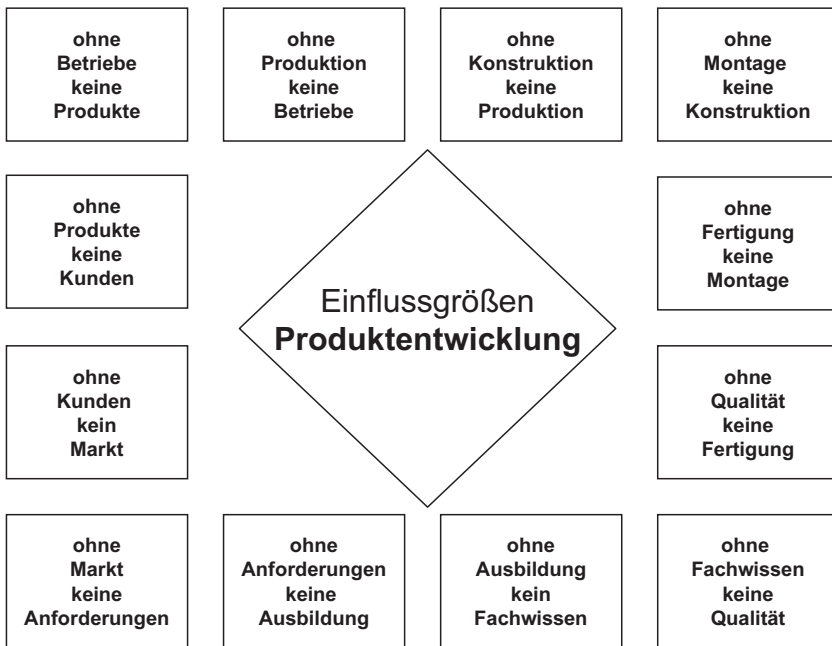 ohne
Betriebe
keine
Produkte
ohne
Produktion
keine
Betriebe
ohne
Konstruktion
keine
Produktion
ohne
Montage
keine
Konstruktion
ohne
Produkte
keine
Kunden
Einflussgrößen
Produktentwicklung
ohne
Fertigung
keine
Montage
ohne
Kunden
kein
Markt
ohne
Qualität
keine
Fertigung
ohne
Markt
keine
Anforderungen
ohne
Anforderungen
keine
Ausbildung
ohne
Ausbildung
kein
Fachwissen
ohne
Fachwissen
keine
Qualität